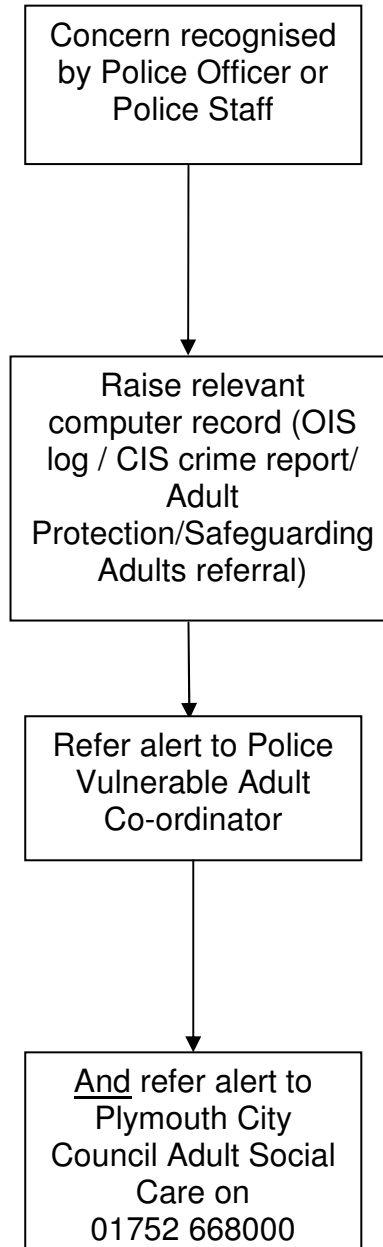 Concern recognised
by Police Officer or
Police Staff
Raise relevant
computer record (OIS
log / CIS crime report/
Adult
Protection/Safeguarding
Adults referral)
Refer alert to Police
Vulnerable Adult
Co-ordinator
And refer alert to
Plymouth City
Council Adult Social
Care on
01752 668000